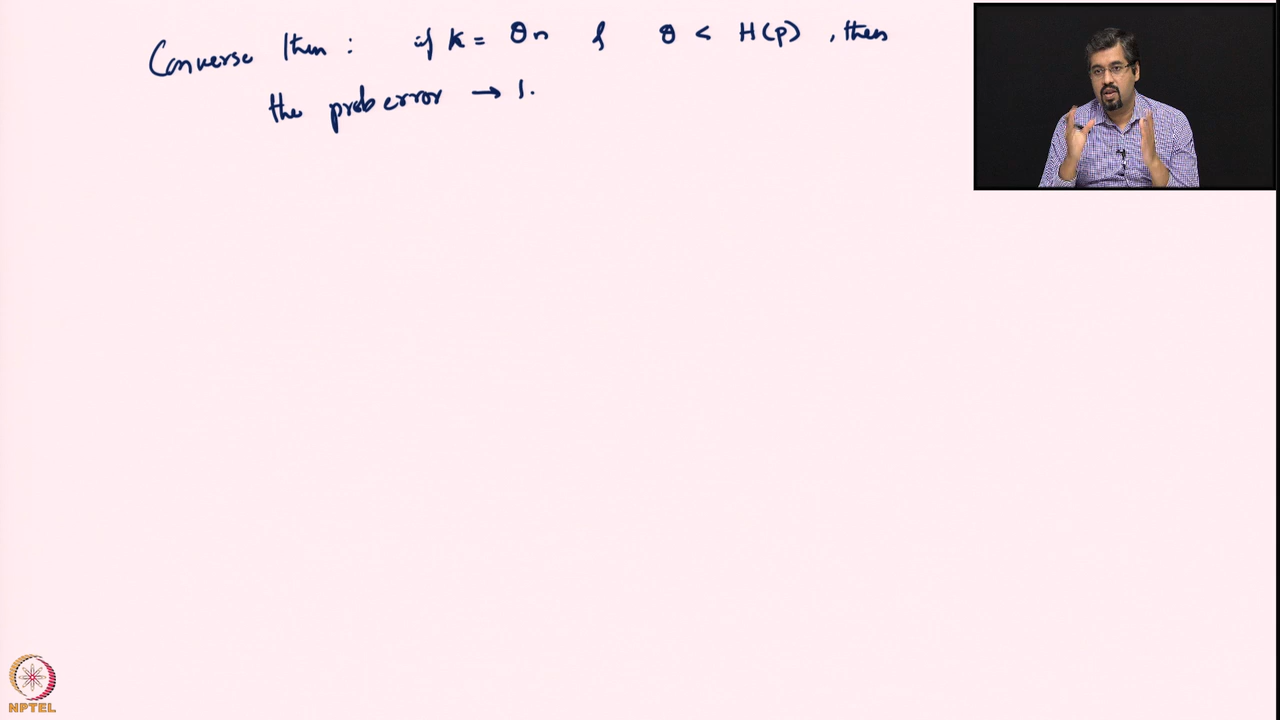 Converse thm : if K = θn & θ < H(p) , then
the prob error → 1.
NPTEL